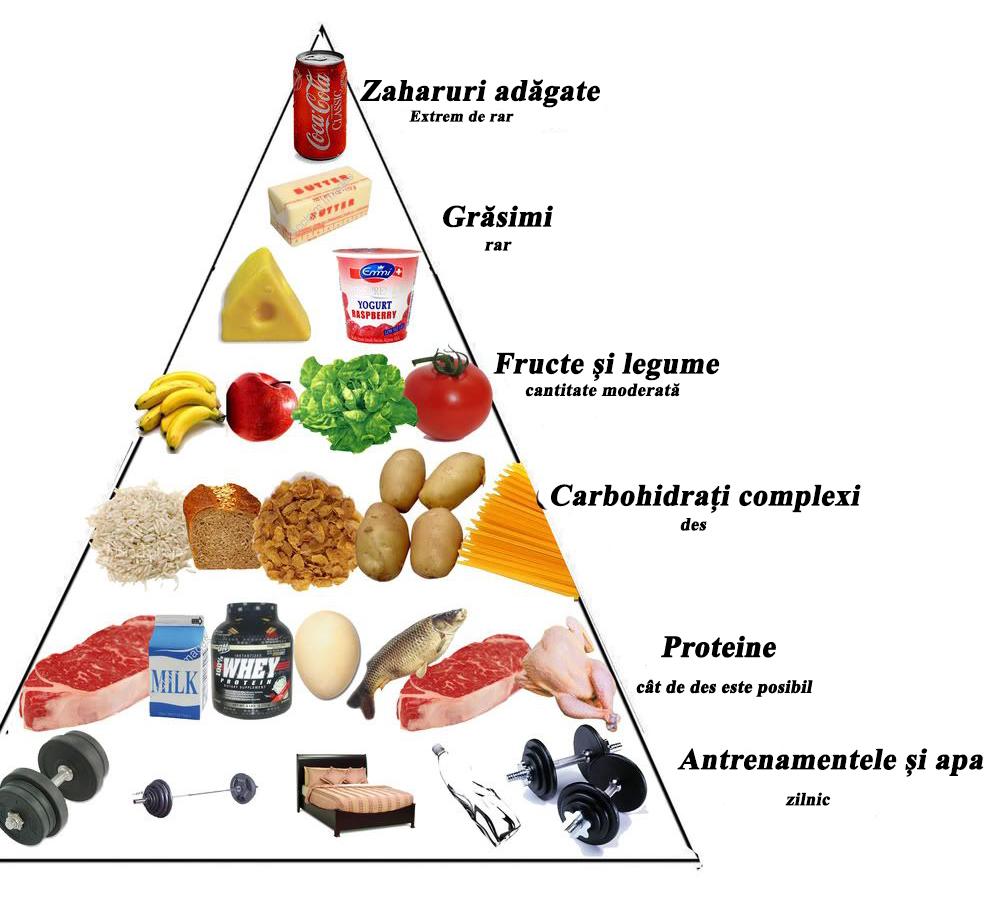 Coca-Cola
CLASSIC
Zaharuri adăgate
Extrem de rar
BUTTER
BUTTER
Grăsimi
rar
Emmi
YOGURT
RASPBERRY
Fructe și legume
cantitate moderată
Carbohidrați complexi
des
Proteine
cât de des este posibil
MILK
100% WHEY
PROTEIN
Antrenamentele și apa
zilnic